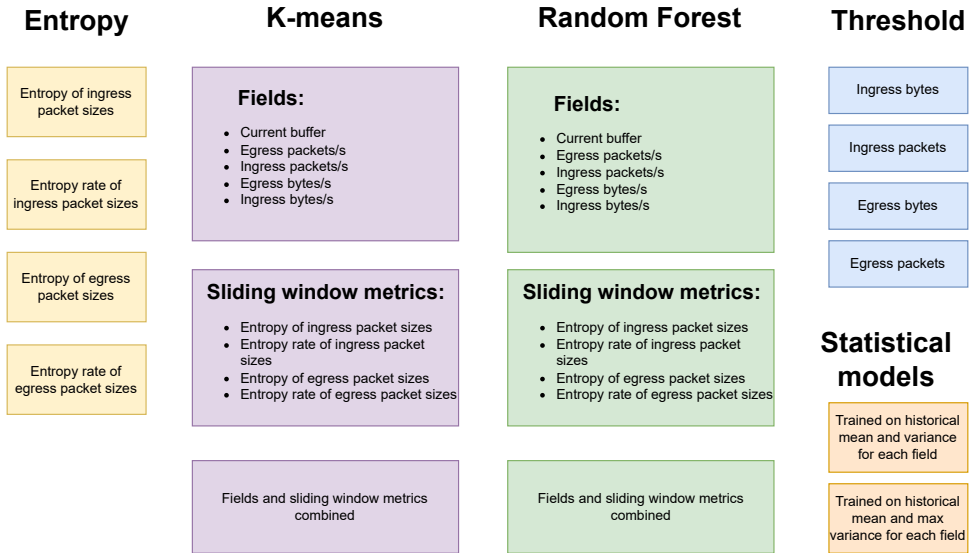 Entropy
Entropy of ingress
packet sizes
Entropy rate of
ingress packet sizes
Entropy of egress
packet sizes
Entropy rate of
egress packet sizes
K-means
Fields:
• Current buffer
• Egress packets/s
• Ingress packets/s
• Egress bytes/s
• Ingress bytes/s
Sliding window metrics:
• Entropy of ingress packet sizes
• Entropy rate of ingress packet
sizes
• Entropy of egress packet sizes
• Entropy rate of egress packet sizes
Fields and sliding window metrics
combined
Random Forest
Fields:
• Current buffer
• Egress packets/s
• Ingress packets/s
• Egress bytes/s
• Ingress bytes/s
Sliding window metrics:
• Entropy of ingress packet sizes
• Entropy rate of ingress packet
sizes
• Entropy of egress packet sizes
• Entropy rate of egress packet sizes
Fields and sliding window metrics
combined
Threshold
Ingress bytes
Ingress packets
Egress bytes
Egress packets
Statistical
models
Trained on historical
mean and variance
for each field
Trained on historical
mean and max
variance for each field